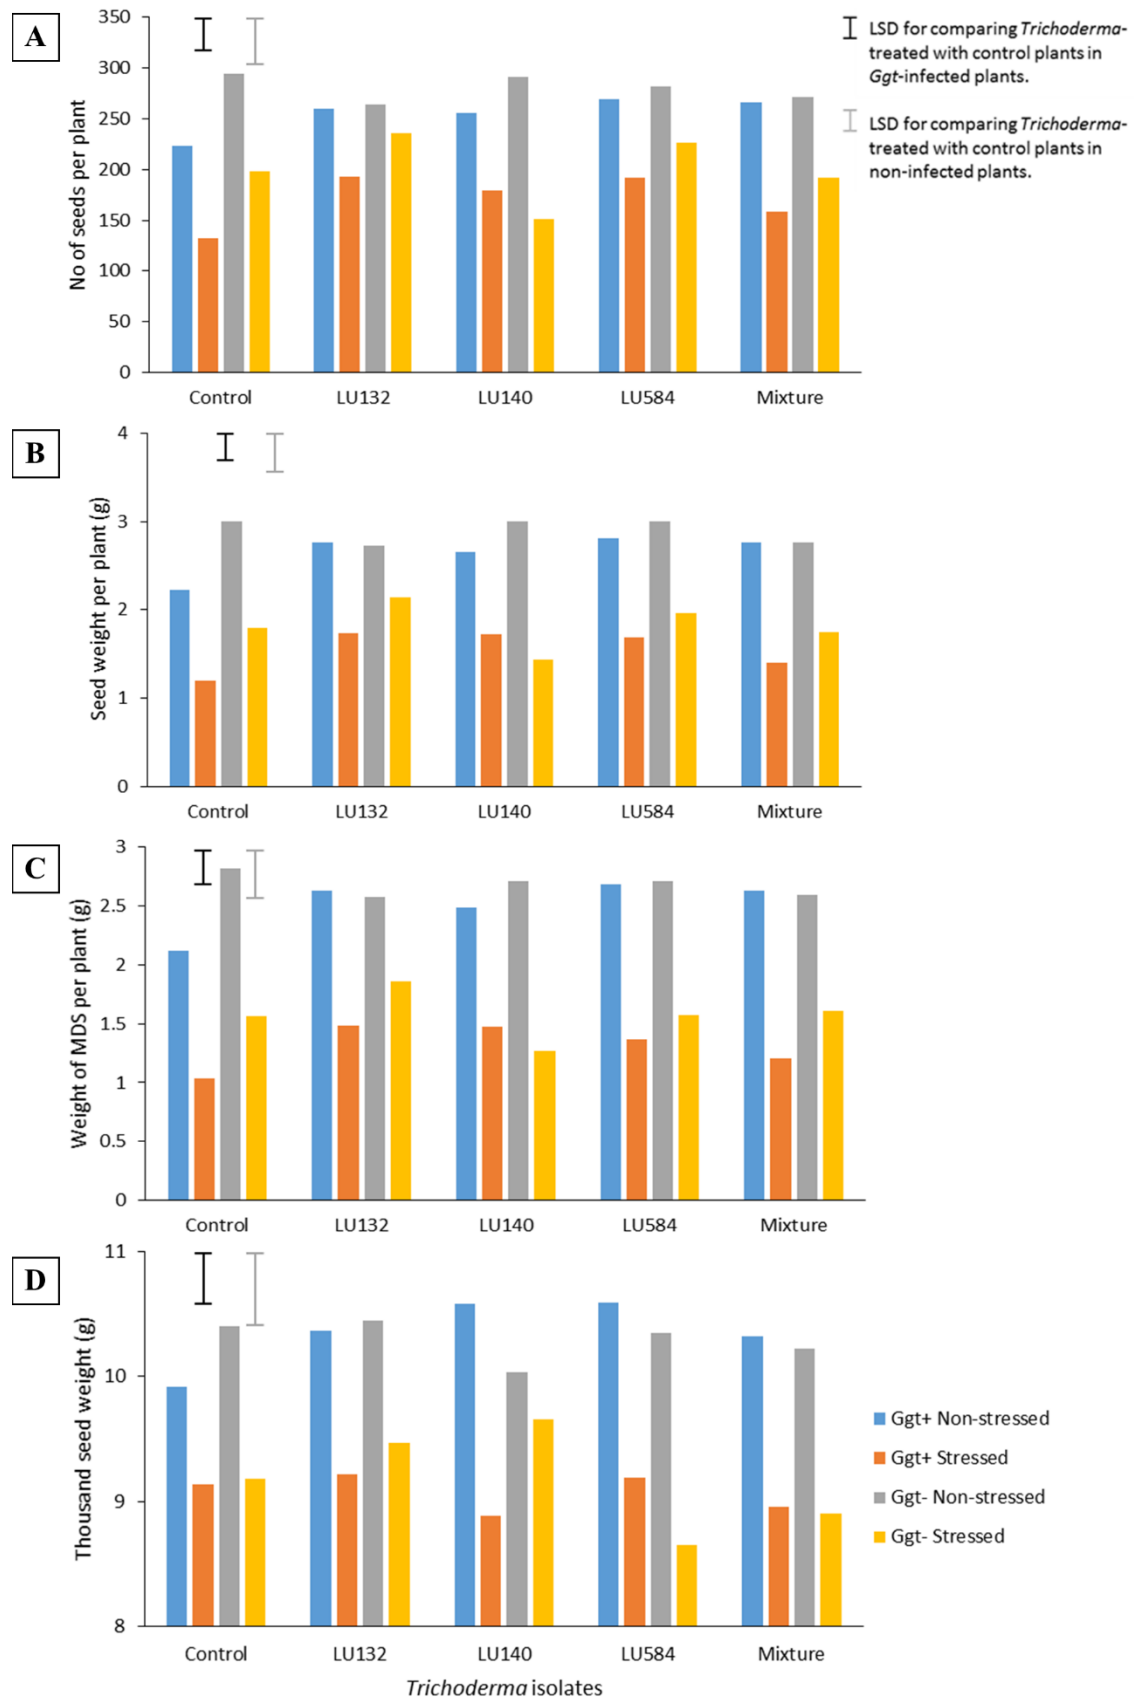 A
350
300
250
200
150
100
50
0
No of seeds per plant
Control LU132 LU140 LU584 Mixture
LSD for comparing Trichoderma-
treated with control plants in
Ggt-infected plants.
LSD for comparing Trichoderma-
treated with control plants in
non-infected plants.
B
4
3
2
1
0
Seed weight per plant (g)
Control LU132 LU140 LU584 Mixture
C
3
2.5
2
1.5
1
0.5
0
Weight of MDS per plant (g)
Control LU132 LU140 LU584 Mixture
D
11
10
9
8
Thousand seed weight (g)
Control LU132 LU140 LU584 Mixture
Trichoderma isolates
Ggt+ Non-stressed
Ggt+ Stressed
Ggt- Non-stressed
Ggt- Stressed